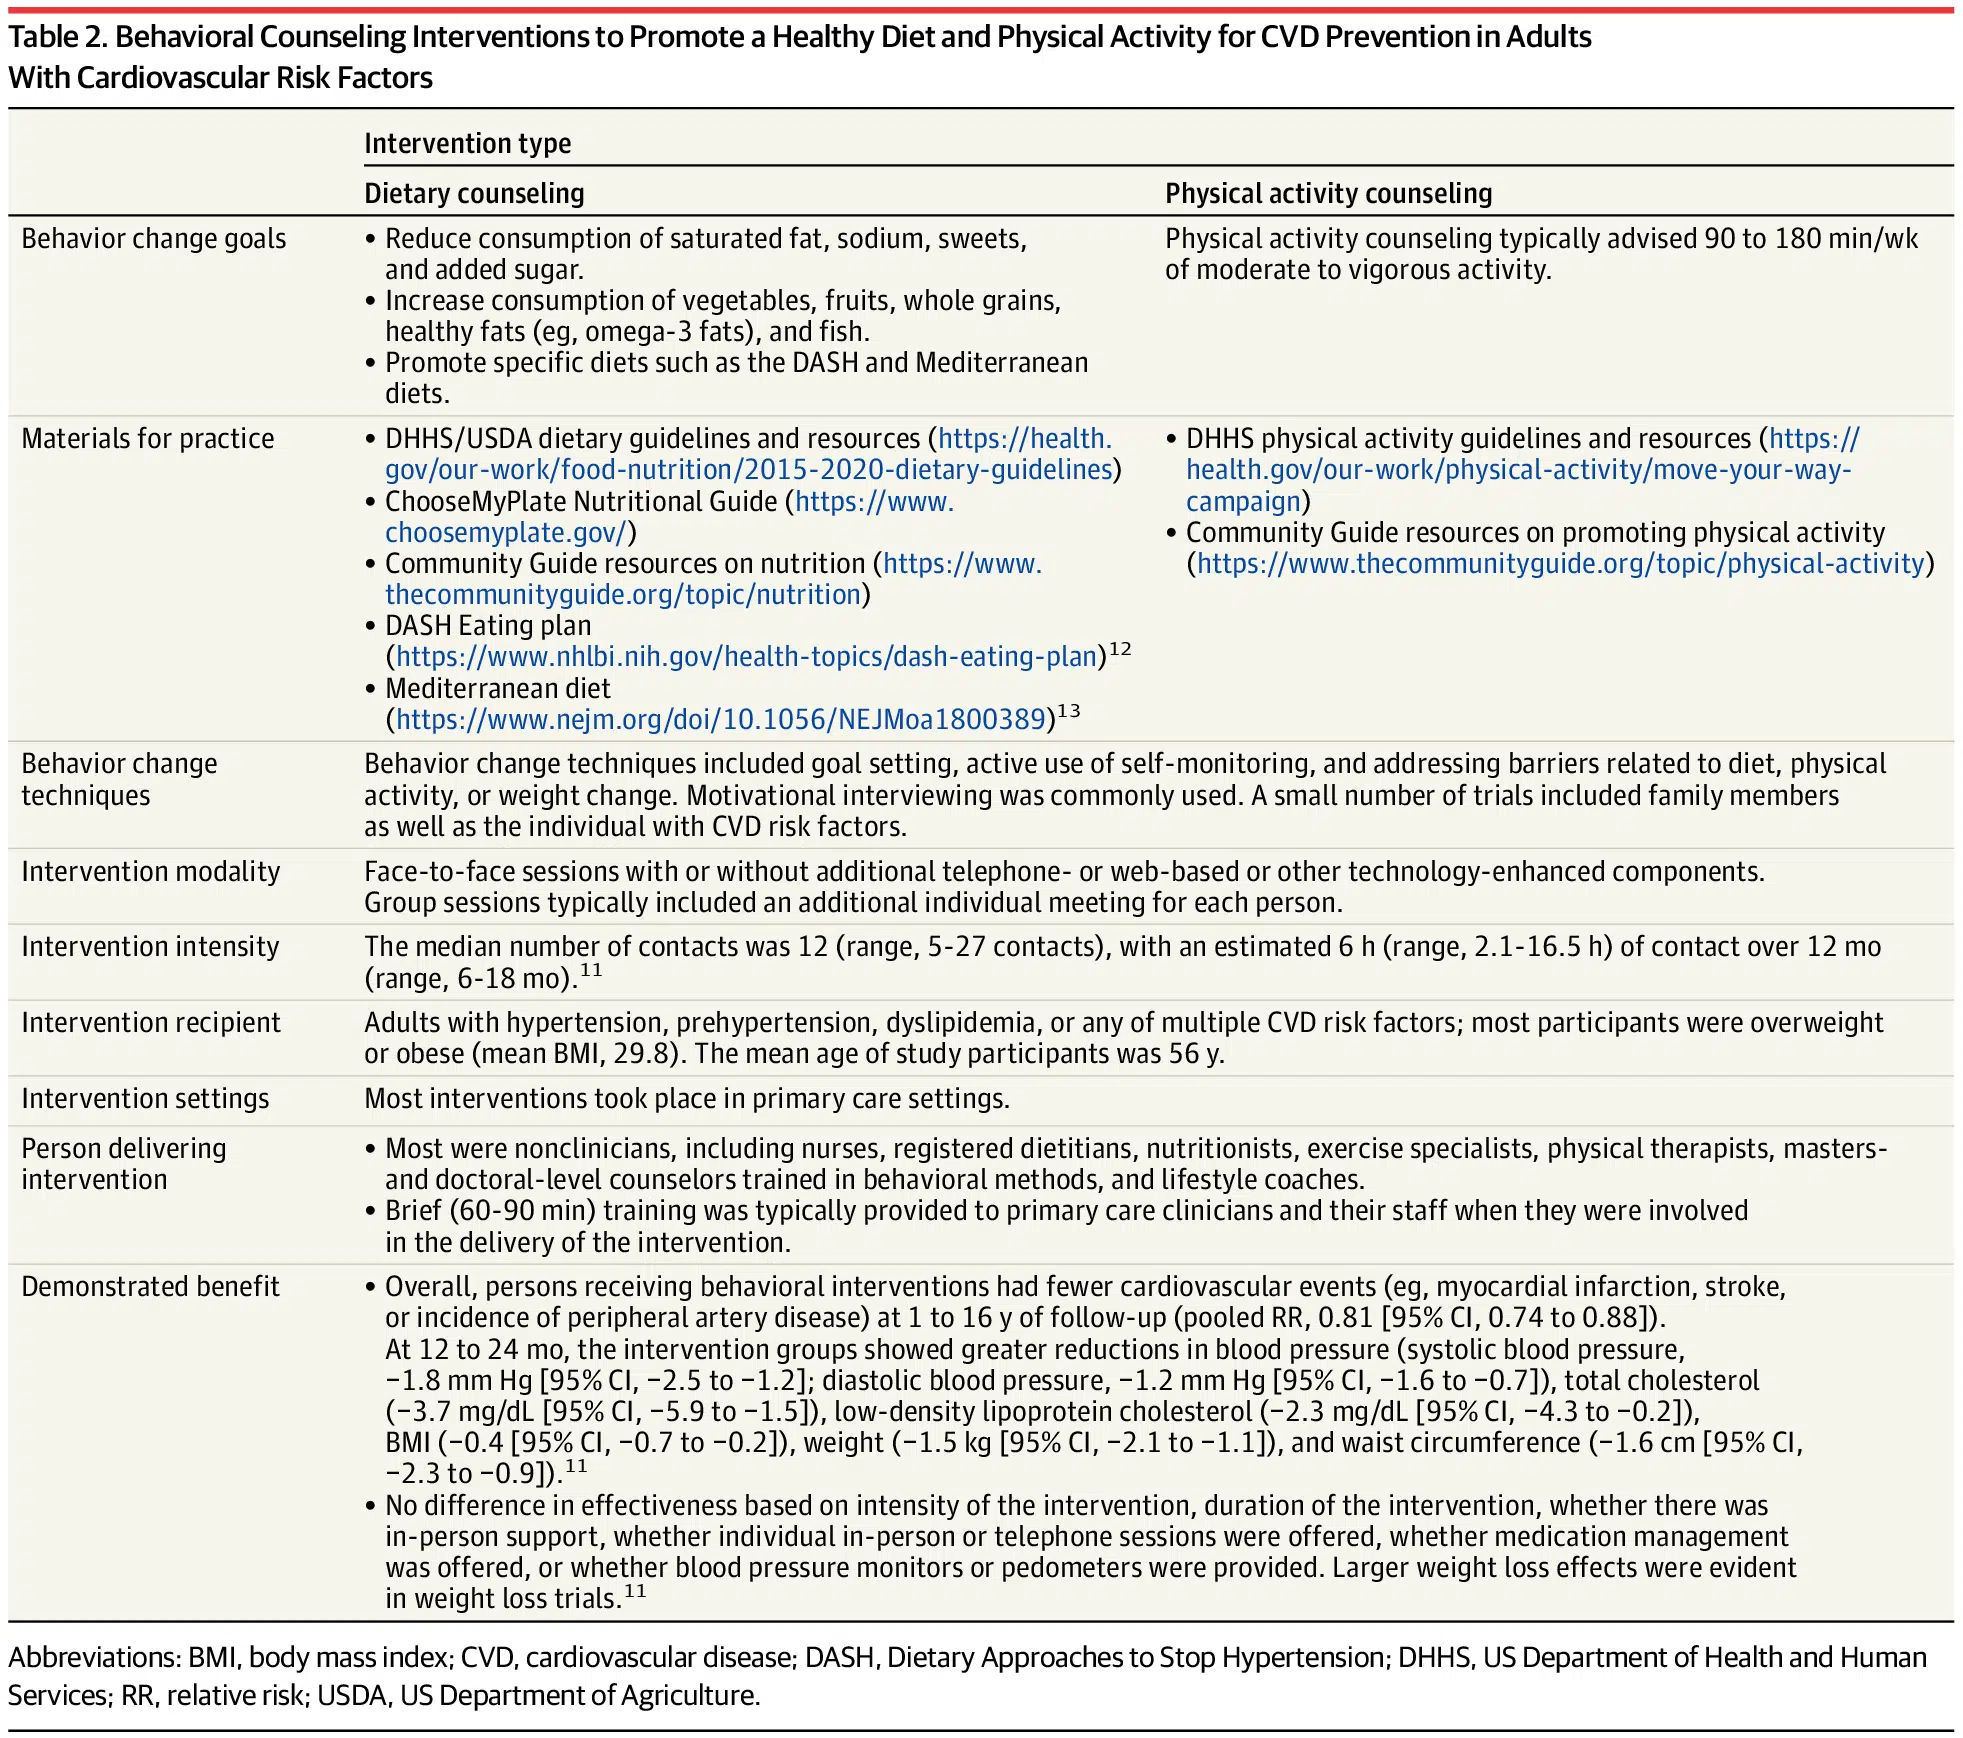 Table 2. Behavioral Counseling Interventions to Promote a Healthy Diet and Physical Activity for CVD Prevention in Adults
With Cardiovascular Risk Factors
Intervention type
Dietary counseling
Physical activity counseling
Behavior change goals
• Reduce consumption of saturated fat, sodium, sweets,
and added sugar.
• Increase consumption of vegetables, fruits, whole grains,
healthy fats (eg, omega-3 fats), and fish.
• Promote specific diets such as the DASH and Mediterranean
diets.
Physical activity counseling typically advised 90 to 180 min/wk
of moderate to vigorous activity.
Materials for practice
• DHHS/USDA dietary guidelines and resources (https://health.
gov/our-work/food-nutrition/2015-2020-dietary-guidelines)
• ChooseMyPlate Nutritional Guide (https://www.
choosemyplate.gov/)
• Community Guide resources on nutrition (https://www.
thecommunityguide.org/topic/nutrition)
• DASH Eating plan
(https://www.nhlbi.nih.gov/health-topics/dash-eating-plan)12
• Mediterranean diet
(https://www.nejm.org/doi/10.1056/NEJMoa1800389)13
• DHHS physical activity guidelines and resources (https://
health.gov/our-work/physical-activity/move-your-way-
campaign)
• Community Guide resources on promoting physical activity
(https://www.thecommunityguide.org/topic/physical-activity)
Behavior change
techniques
Behavior change techniques included goal setting, active use of self-monitoring, and addressing barriers related to diet, physical
activity, or weight change. Motivational interviewing was commonly used. A small number of trials included family members
as well as the individual with CVD risk factors.
Intervention modality
Face-to-face sessions with or without additional telephone- or web-based or other technology-enhanced components.
Group sessions typically included an additional individual meeting for each person.
Intervention intensity
The median number of contacts was 12 (range, 5-27 contacts), with an estimated 6 h (range, 2.1-16.5 h) of contact over 12 mo
(range, 6-18 mo).11
Intervention recipient
Adults with hypertension, prehypertension, dyslipidemia, or any of multiple CVD risk factors; most participants were overweight
or obese (mean BMI, 29.8). The mean age of study participants was 56 y.
Intervention settings
Most interventions took place in primary care settings.
Person delivering
intervention
• Most were nonclinicians, including nurses, registered dietitians, nutritionists, exercise specialists, physical therapists, masters-
and doctoral-level counselors trained in behavioral methods, and lifestyle coaches.
• Brief (60-90 min) training was typically provided to primary care clinicians and their staff when they were involved
in the delivery of the intervention.
Demonstrated benefit
• Overall, persons receiving behavioral interventions had fewer cardiovascular events (eg, myocardial infarction, stroke,
or incidence of peripheral artery disease) at 1 to 16 y of follow-up (pooled RR, 0.81 [95% CI, 0.74 to 0.88]).
At 12 to 24 mo, the intervention groups showed greater reductions in blood pressure (systolic blood pressure,
−1.8 mm Hg [95% CI, −2.5 to −1.2]; diastolic blood pressure, −1.2 mm Hg [95% CI, −1.6 to −0.7]), total cholesterol
(−3.7 mg/dL [95% CI, −5.9 to −1.5]), low-density lipoprotein cholesterol (−2.3 mg/dL [95% CI, −4.3 to −0.2]),
BMI (−0.4 [95% CI, −0.7 to −0.2]), weight (−1.5 kg [95% CI, −2.1 to −1.1]), and waist circumference (−1.6 cm [95% CI,
−2.3 to −0.9]).11
• No difference in effectiveness based on intensity of the intervention, duration of the intervention, whether there was
in-person support, whether individual in-person or telephone sessions were offered, whether medication management
was offered, or whether blood pressure monitors or pedometers were provided. Larger weight loss effects were evident
in weight loss trials.11
Abbreviations: BMI, body mass index; CVD, cardiovascular disease; DASH, Dietary Approaches to Stop Hypertension; DHHS, US Department of Health and Human
Services; RR, relative risk; USDA, US Department of Agriculture.